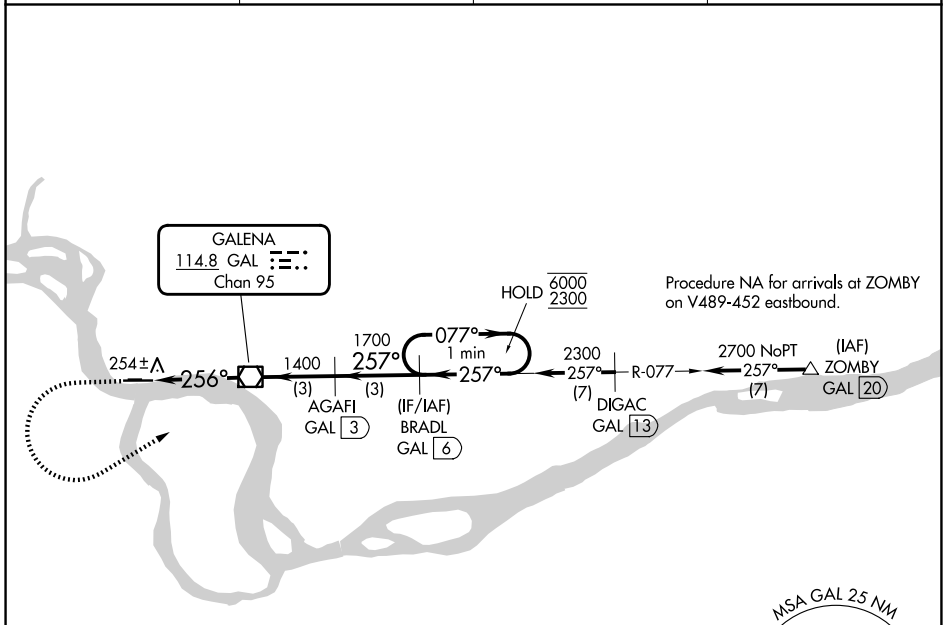 GALENA
114.8 GAL
Chan 95
HOLD 6000
2300
Procedure NA for arrivals at ZOMBY
on V489-452 eastbound.
1700
077°
1 min
254±
256°
1400
(3)
257°
(3)
257°
2300
257°
(7)
R-077
2700 NoPT
257°
(7)
(IAF)
ZOMBY
GAL 20
AGAFI
GAL 3
(IF/IAF)
BRADL
GAL 6
DIGAC
GAL 13
MSA GAL 25 NM